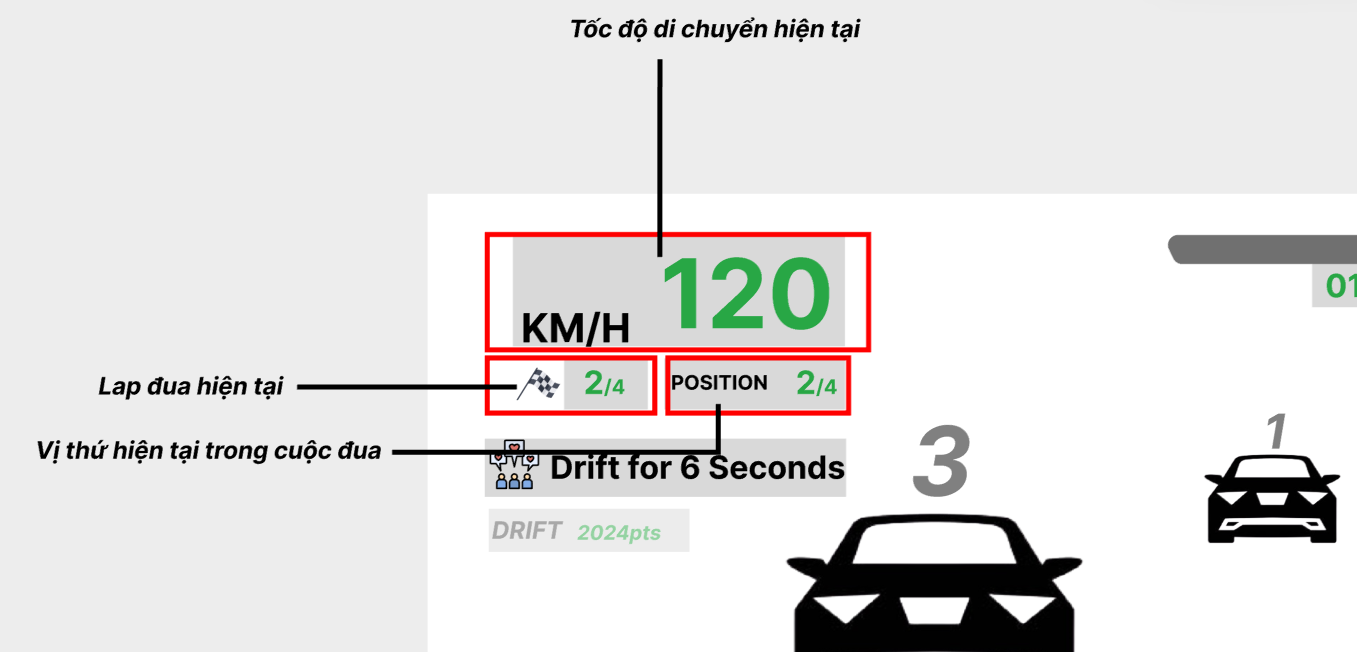 Tốc độ di chuyển hiện tại
120
KM/H
01
Lap đua hiện tại
2/4
POSITION 2/4
Vị thứ hiện tại trong cuộc đua
Drift for 6 Seconds
3
1
DRIFT 2024pts